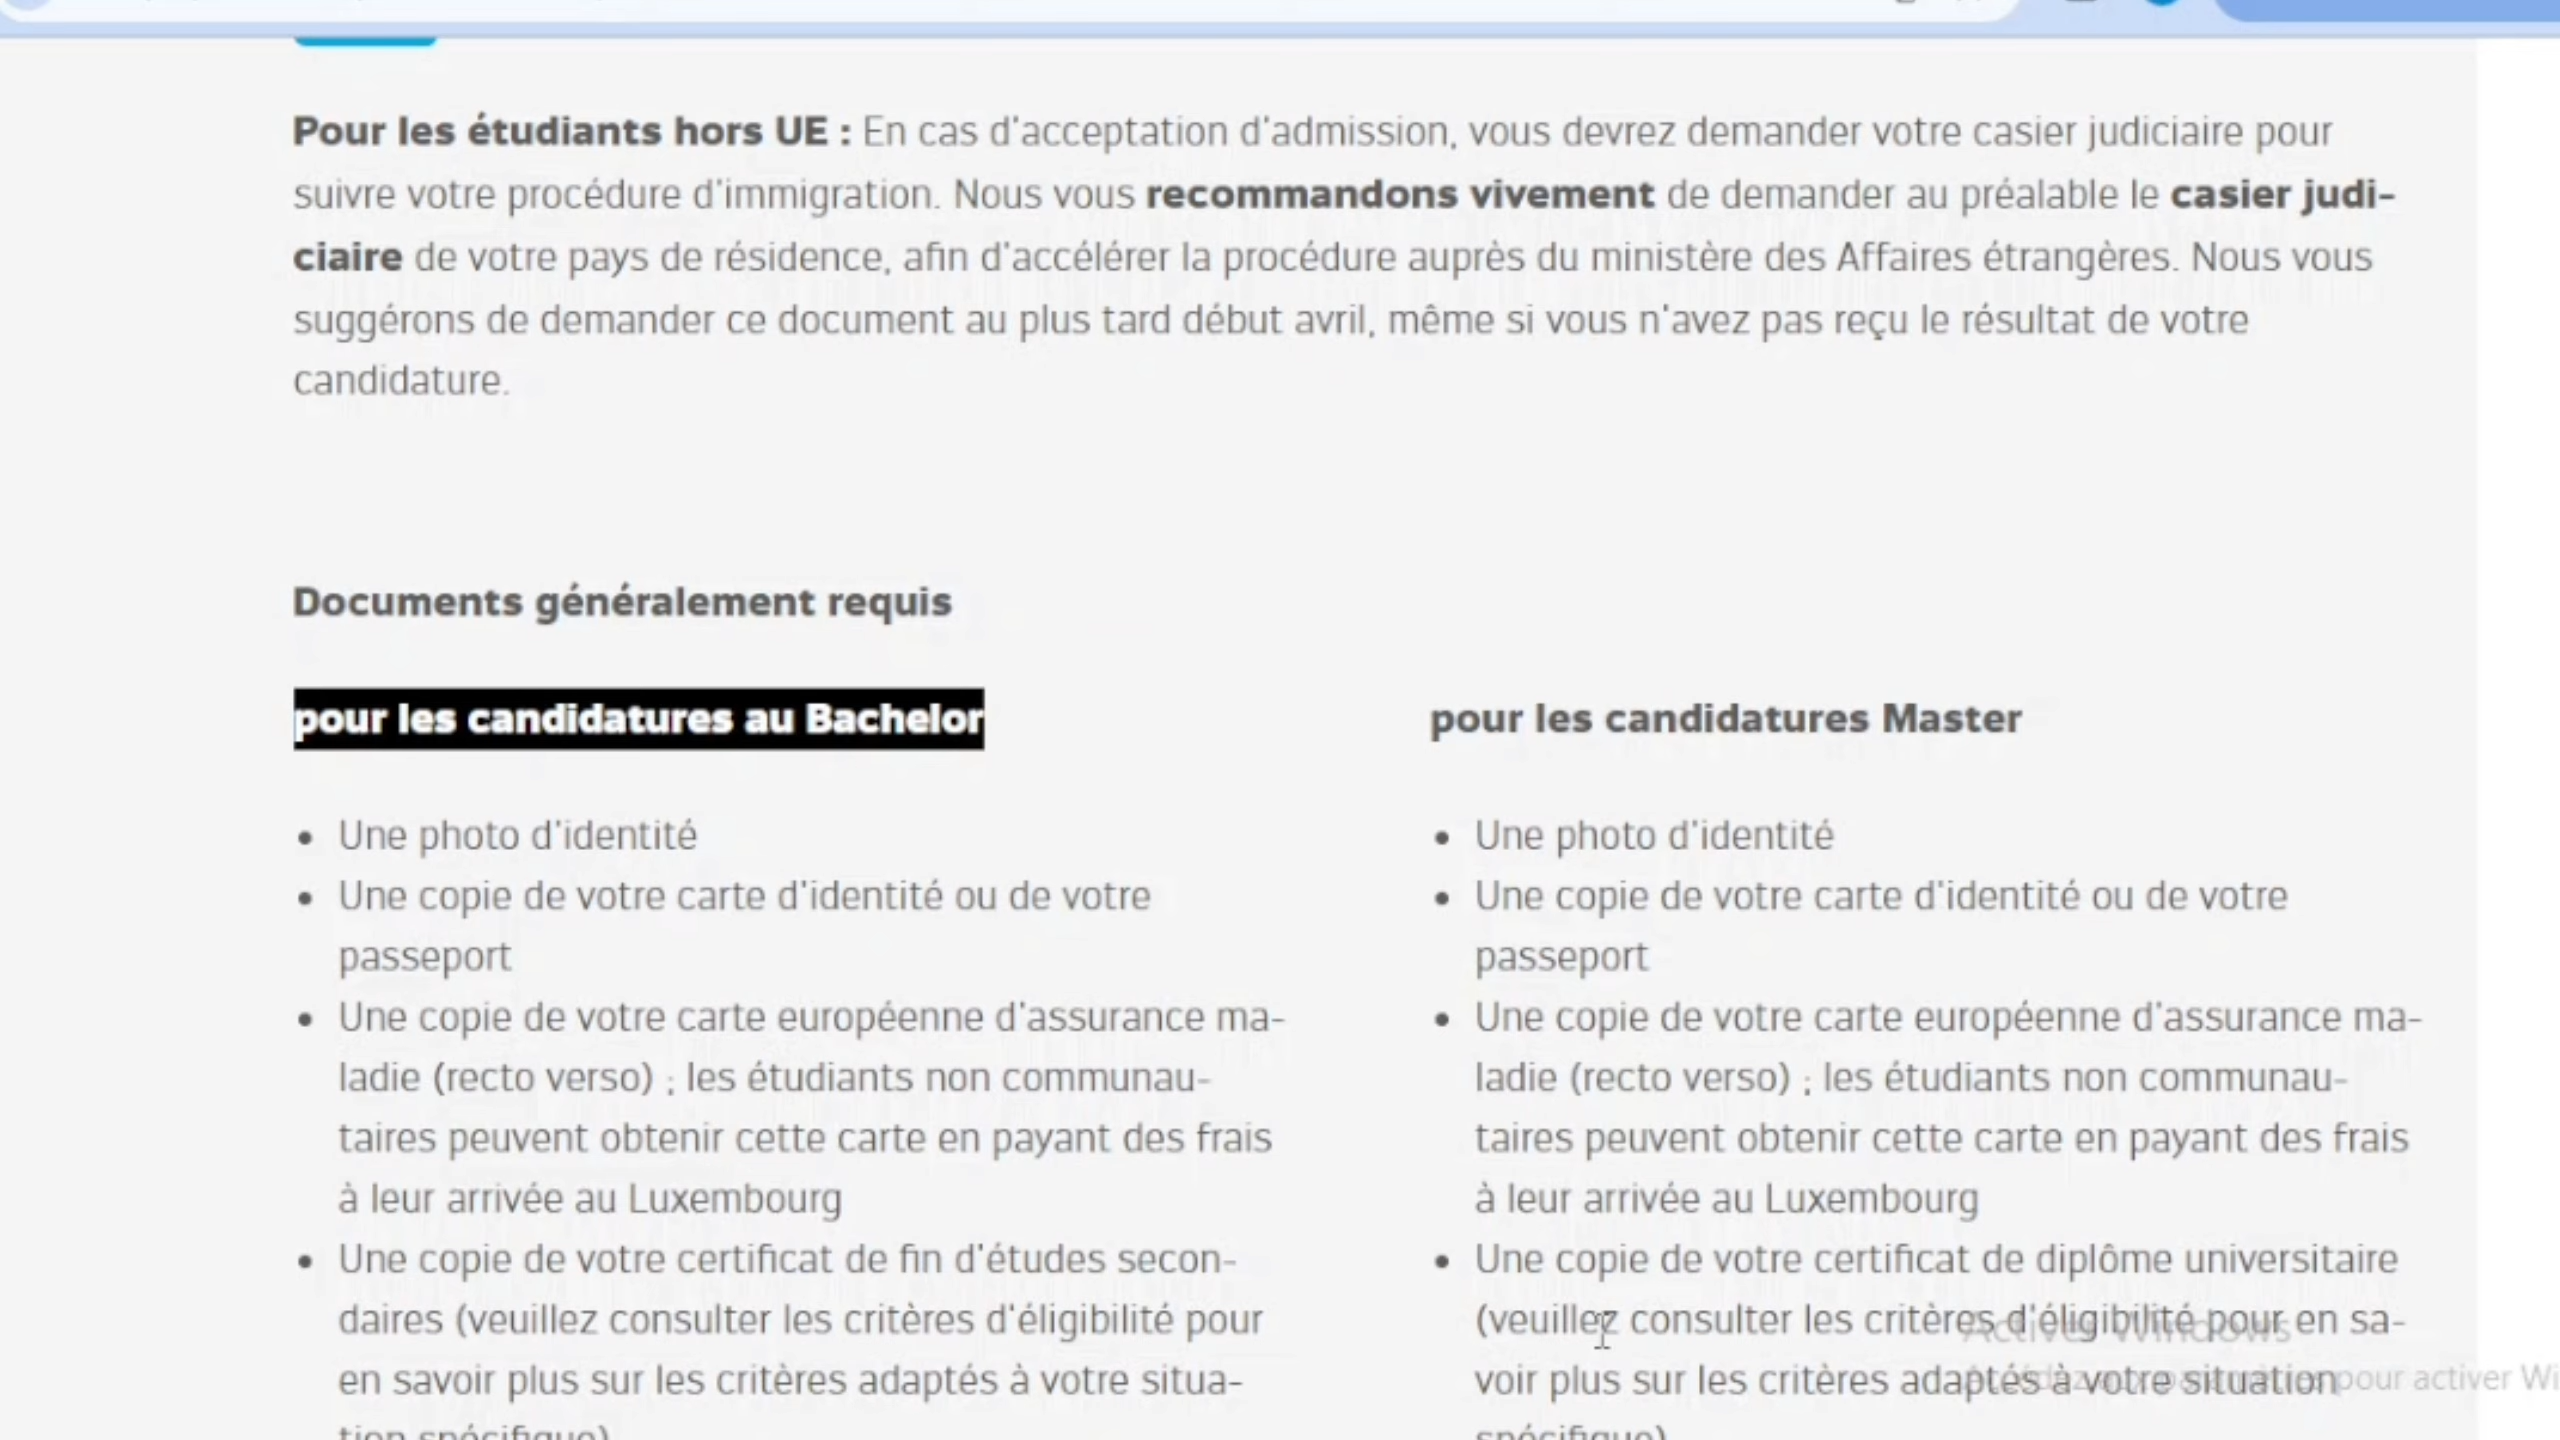 Pour les étudiants hors UE : En cas d'acceptation d'admission, vous devrez demander votre casier judiciaire pour
suivre votre procédure d'immigration. Nous vous recommandons vivement de demander au préalable le casier judi-
ciaire de votre pays de résidence, afin d'accélérer la procédure auprès du ministère des Affaires étrangères. Nous vous
suggérons de demander ce document au plus tard début avril, même si vous n'avez pas reçu le résultat de votre
candidature.
Documents généralement requis
pour les candidatures au Bachelor
• Une photo d'identité
• Une copie de votre carte d'identité ou de votre
passeport
• Une copie de votre carte européenne d'assurance ma-
ladie (recto verso) ; les étudiants non communau-
taires peuvent obtenir cette carte en payant des frais
à leur arrivée au Luxembourg
• Une copie de votre certificat de fin d'études secon-
daires (veuillez consulter les critères d'éligibilité pour
en savoir plus sur les critères adaptés à votre situa-
tion spécifique)
pour les candidatures Master
• Une photo d'identité
• Une copie de votre carte d'identité ou de votre
passeport
• Une copie de votre carte européenne d'assurance ma-
ladie (recto verso) ; les étudiants non communau-
taires peuvent obtenir cette carte en payant des frais
à leur arrivée au Luxembourg
• Une copie de votre certificat de diplôme universitaire
(veuillez consulter les critères d'éligibilité pour en sa-
voir plus sur les critères adaptés à votre situation
spécifique)
Activer Windows
pour activer Wi